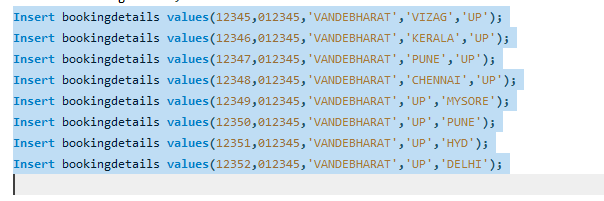 Insert bookingdetails values(12345,012345,'VANDEBHARAT','VIZAG','UP');
Insert bookingdetails values(12346,012345,'VANDEBHARAT','KERALA','UP');
Insert bookingdetails values(12347,012345,'VANDEBHARAT','PUNE','UP');
Insert bookingdetails values(12348,012345,'VANDEBHARAT','CHENNAI','UP');
Insert bookingdetails values(12349,012345,'VANDEBHARAT','UP','MYSORE');
Insert bookingdetails values(12350,012345,'VANDEBHARAT','UP','PUNE');
Insert bookingdetails values(12351,012345,'VANDEBHARAT','UP','HYD');
Insert bookingdetails values(12352,012345,'VANDEBHARAT','UP','DELHI');